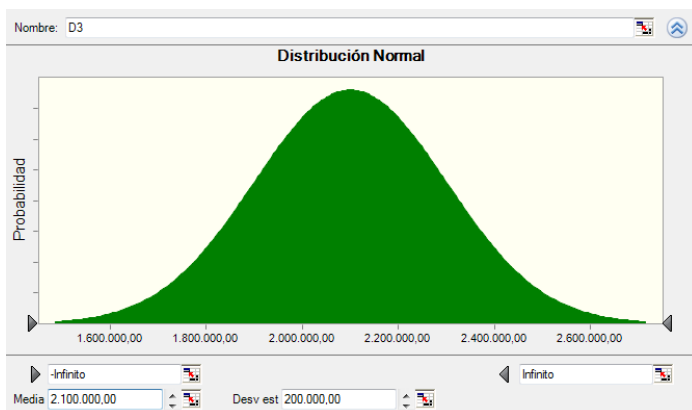 Nombre: D3
Distribución Normal
Probabilidad
1.600.000,00 1.800.000,00 2.000.000,00 2.200.000,00 2.400.000,00 2.600.000,00
-Infinito Infinito
Media 2.100.000,00 Desv est 200.000,00